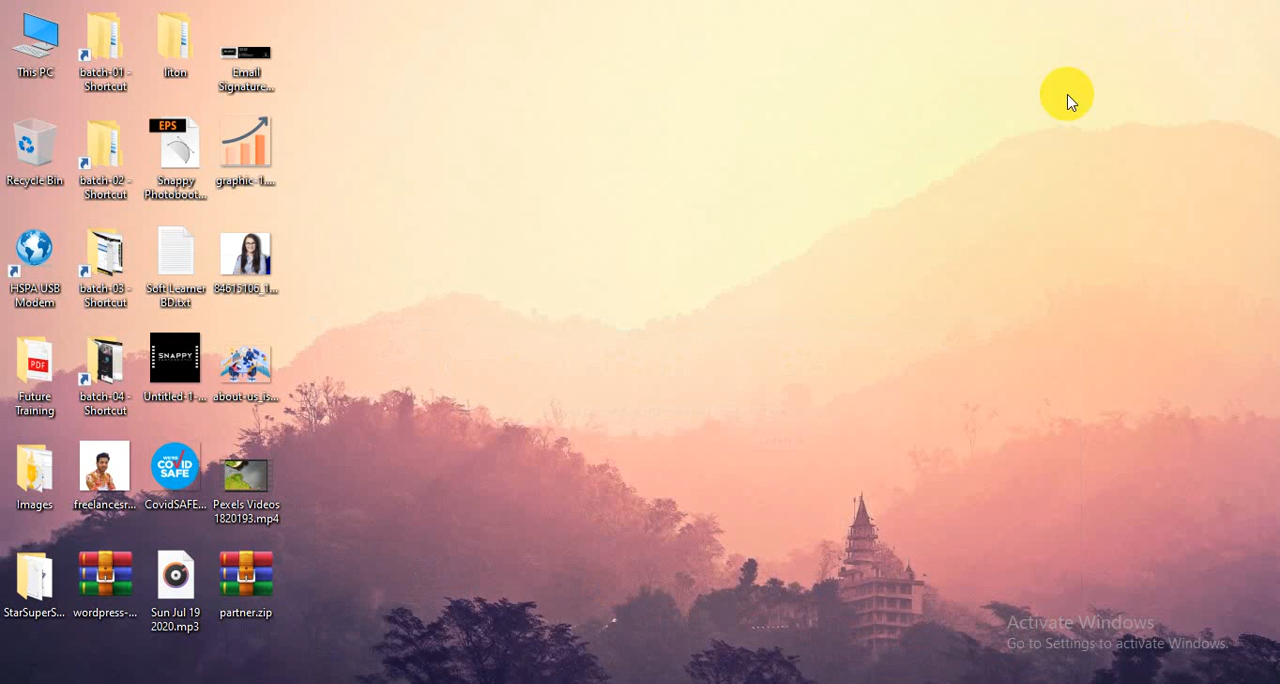 This PC
batch-01 -
Shortcut
liton
Email
Signature...
Recycle Bin
batch-02 -
Shortcut
EPS
Snappy
Photoboot...
graphic-1....
HSPA USB
Modem
batch-03 -
Shortcut
Soft Learner
BD.txt
84615106_1...
PDF
Future
Training
batch-04 -
Shortcut
SNAPPY
Untitled-1-...
about-us_is...
Images
freelancesr...
WE'RE
COVID
SAFE
CovidSAFE...
Pexels Videos
1820193.mp4
StarSuperS...
wordpress-...
Sun Jul 19
2020.mp3
partner.zip
Activate Windows
Go to Settings to activate Windows.